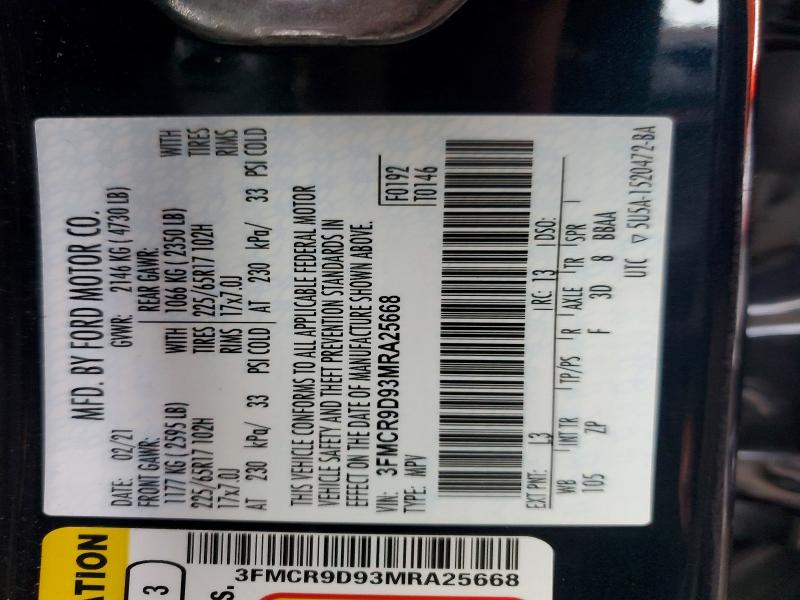 MFD. BY FORD MOTOR CO.
DATE: 02/21 GVWR: 2146 KG ( 4730 LB)
FRONT GAWR: REAR GAWR:
1177 KG ( 2595 LB) WITH 1066 KG ( 2350 LB) WITH
225/65R17 102H TIRES 225/65R17 102H TIRES
17x7.0J RIMS 17x7.0J RIMS
AT 230 kPa/ 33 PSI COLD AT 230 kPa/ 33 PSI COLD
THIS VEHICLE CONFORMS TO ALL APPLICABLE FEDERAL MOTOR
VEHICLE SAFETY AND THEFT PREVENTION STANDARDS IN
EFFECT ON THE DATE OF MANUFACTURE SHOWN ABOVE.
VIN: 3FMCR9D93MRA25668 F0192
TYPE: MPV T0146
EXT PNT: L3 RC: 13 DSO:
WB INT TR TP/PS R AXLE TR SPR
105 ZP F 3D 8 BBAA
UTC ▽ 5U5A-1520472-BA
ATION
3
s.
3FMCR9D93MRA25668